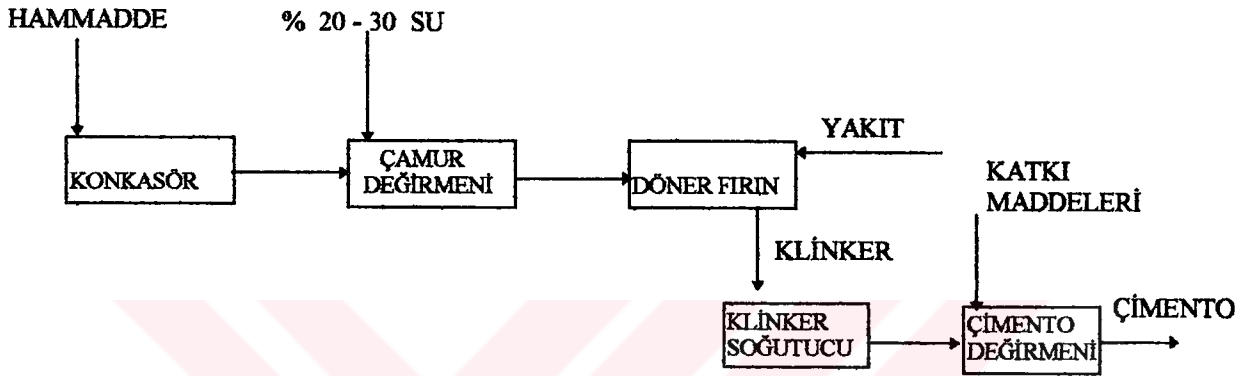 HAMMADDE
% 20 - 30 SU
KONKASÖR
ÇAMUR
DEĞİRMENİ
DÖNER FIRIN
YAKIT
KATKI
MADDELERİ
KLİNKER
KLİNKER
SOĞUTUCU
ÇİMENTO
DEĞİRMENİ
ÇİMENTO